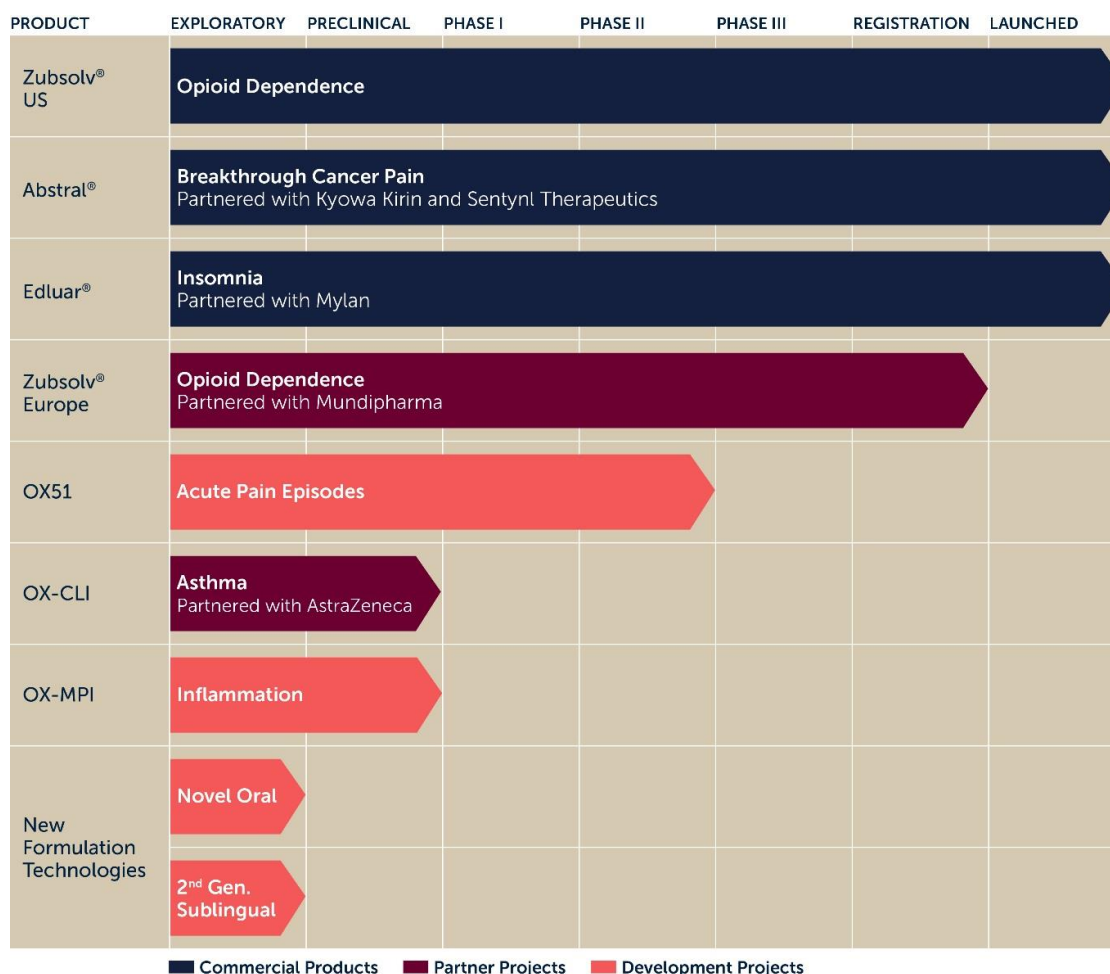 PRODUCT EXPLORATORY PRECLINICAL PHASE I PHASE II PHASE III REGISTRATION LAUNCHED
Zubsolv®
US
Opioid Dependence
Abstral®
Breakthrough Cancer Pain
Partnered with Kyowa Kirin and Sentynl Therapeutics
Edluar®
Insomnia
Partnered with Mylan
Zubsolv®
Europe
Opioid Dependence
Partnered with Mundipharma
OX51
Acute Pain Episodes
OX-CLI
Asthma
Partnered with AstraZeneca
OX-MPI
Inflammation
New
Formulation
Technologies
Novel Oral
2nd Gen.
Sublingual
Commercial Products Partner Projects Development Projects